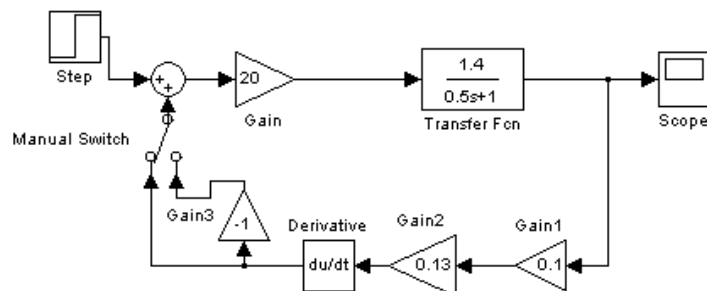 Step
+
+
20
Gain
1.4
0.5s+1
Transfer Fcn
Scope
Manual Switch
Gain3
-1
Derivative
du/dt
Gain2
0.13
Gain1
0.1